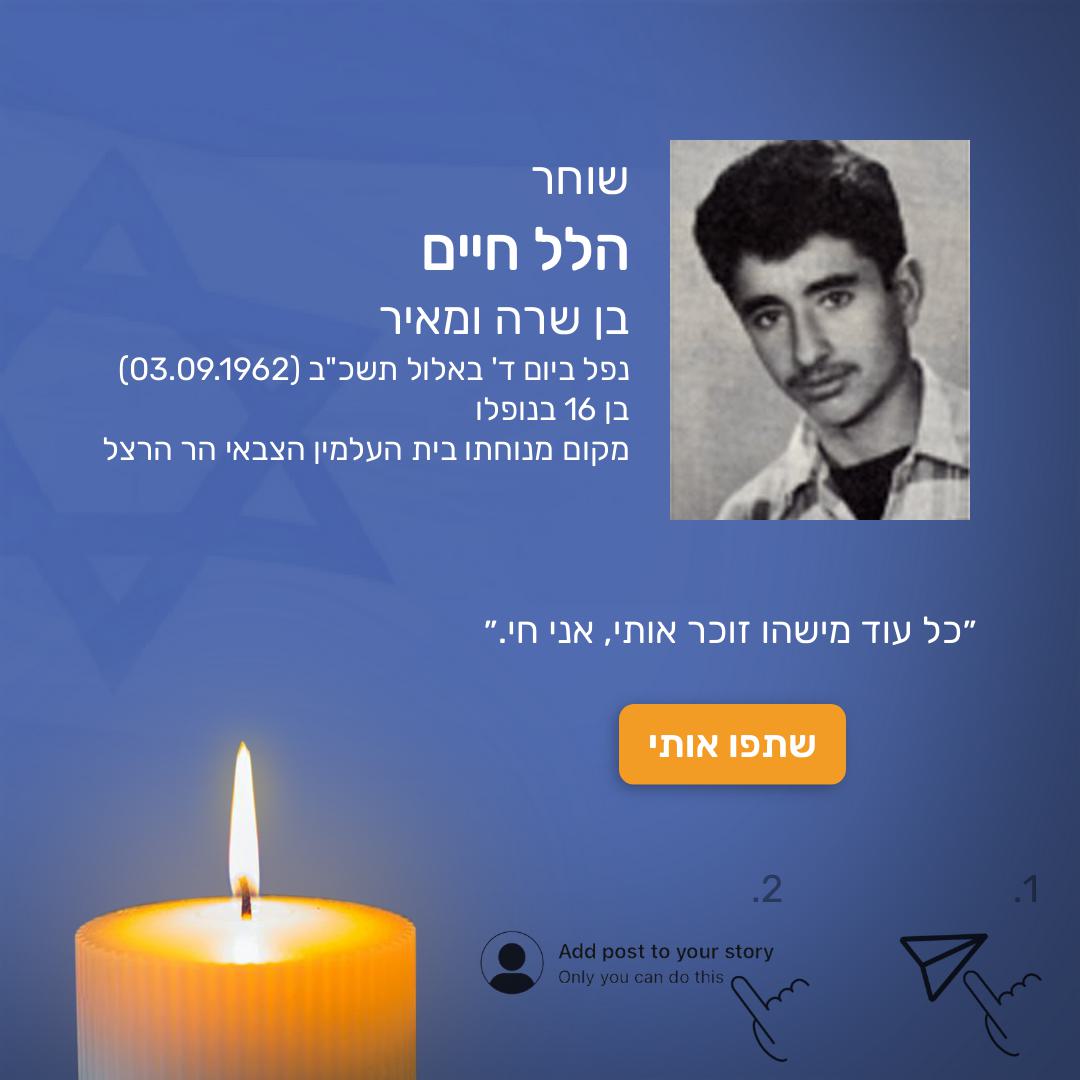 שוחר
הלל חיים
בן שרה ומאיר
נפל ביום ד' באלול תשכ"ב (03.09.1962)
בן 16 בנופלו
מקום מנוחתו בית העלמין הצבאי הר הרצל
״כל עוד מישהו זוכר אותי, אני חי.״
שתפו אותי
1.
2.
Add post to your story
Only you can do this